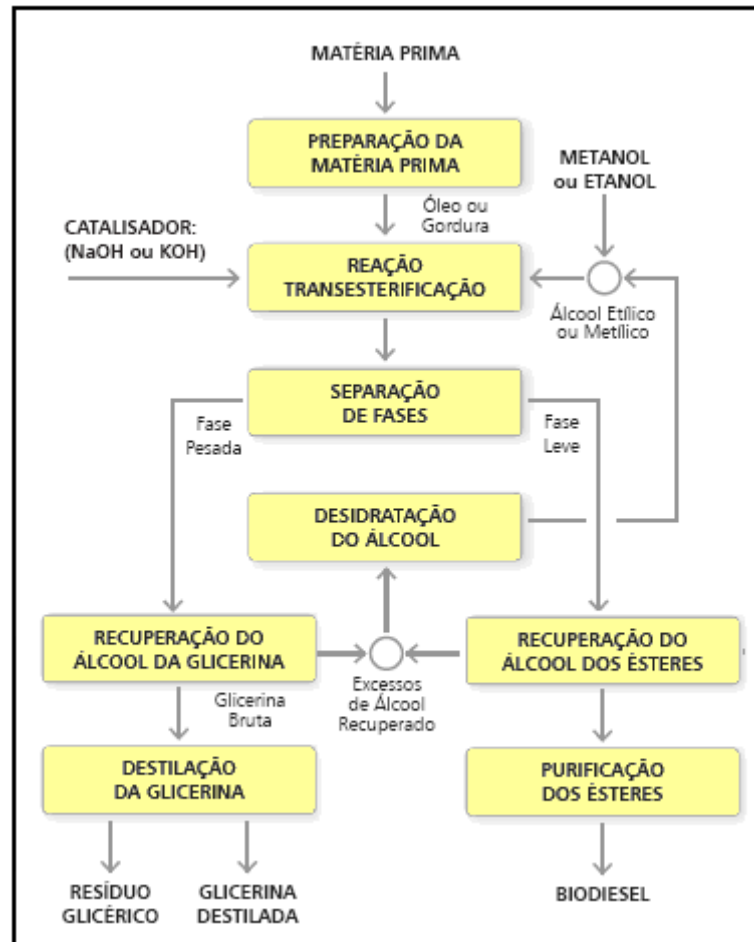 MATÉRIA PRIMA
PREPARAÇÃO DA
MATÉRIA PRIMA
METANOL
ou ETANOL
Óleo ou
Gordura
CATALISADOR:
(NaOH ou KOH)
REAÇÃO
TRANSESTERIFICAÇÃO
Álcool Etílico
ou Metílico
SEPARAÇÃO
DE FASES
Fase
Pesada
Fase
Leve
DESIDRATAÇÃO
DO ÁLCOOL
RECUPERAÇÃO DO
ÁLCOOL DA GLICERINA
RECUPERAÇÃO DO
ÁLCOOL DOS ÉSTERES
Excessos
de Álcool
Recuperado
Glicerina
Bruta
DESTILAÇÃO
DA GLICERINA
PURIFICAÇÃO
DOS ÉSTERES
RESÍDUO
GLICÉRICO
GLICERINA
DESTILADA
BIODIESEL